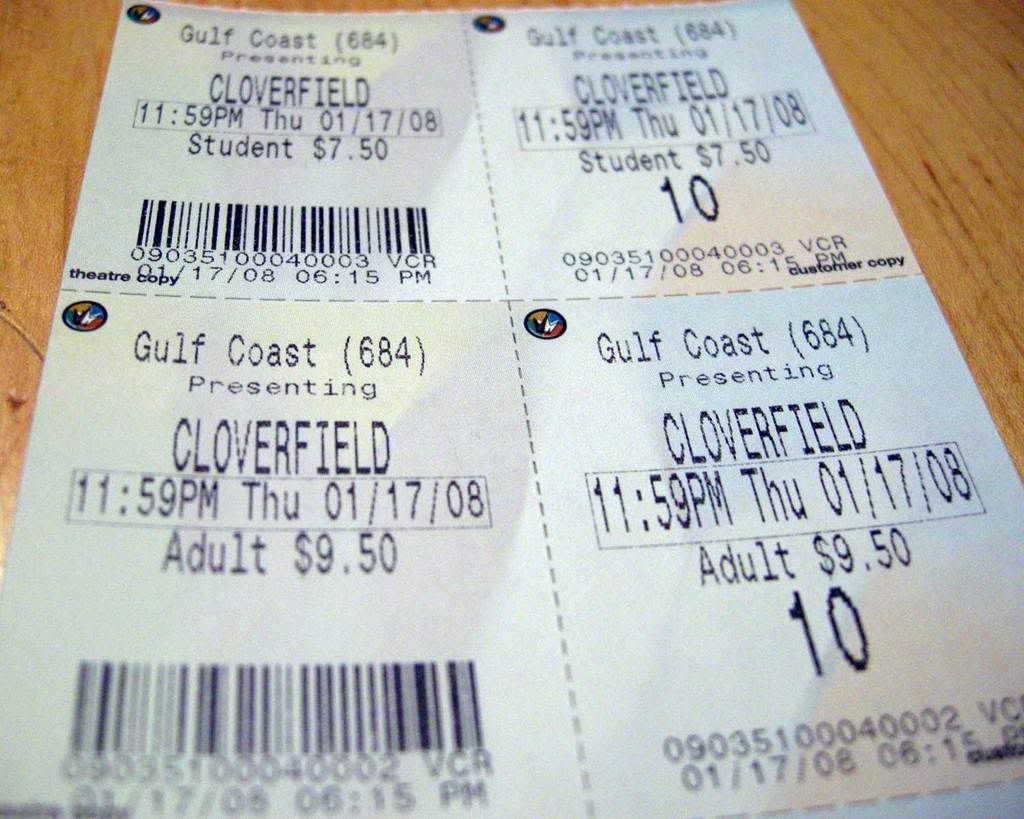 Gulf Coast (684)
Presenting
CLOVERFIELD
11:59PM Thu 01/17/08
Student $7.50
09035100040003 VCR
01/17/08 06:15 PM
theatre copy
Gulf Coast (684)
Presenting
CLOVERFIELD
11:59PM Thu 01/17/08
Student $7.50
10
09035100040003 VCR
01/17/08 06:15 PM
customer copy
Gulf Coast (684)
Presenting
CLOVERFIELD
11:59PM Thu 01/17/08
Adult $9.50
09035100040002 VCR
01/17/08 06:15 PM
theatre copy
Gulf Coast (684)
Presenting
CLOVERFIELD
11:59PM Thu 01/17/08
Adult $9.50
10
09035100040002 VC
01/17/08 06:15